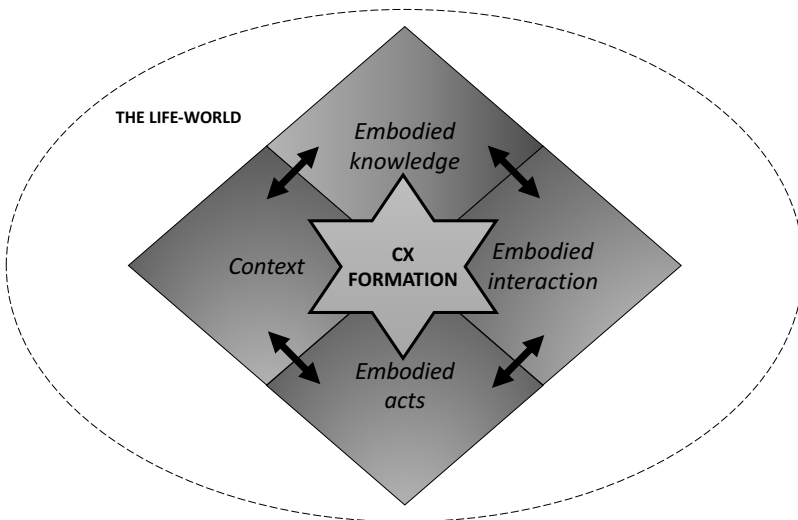 THE LIFE-WORLD
Embodied
knowledge
Context
CX
FORMATION
Embodied
interaction
Embodied
acts